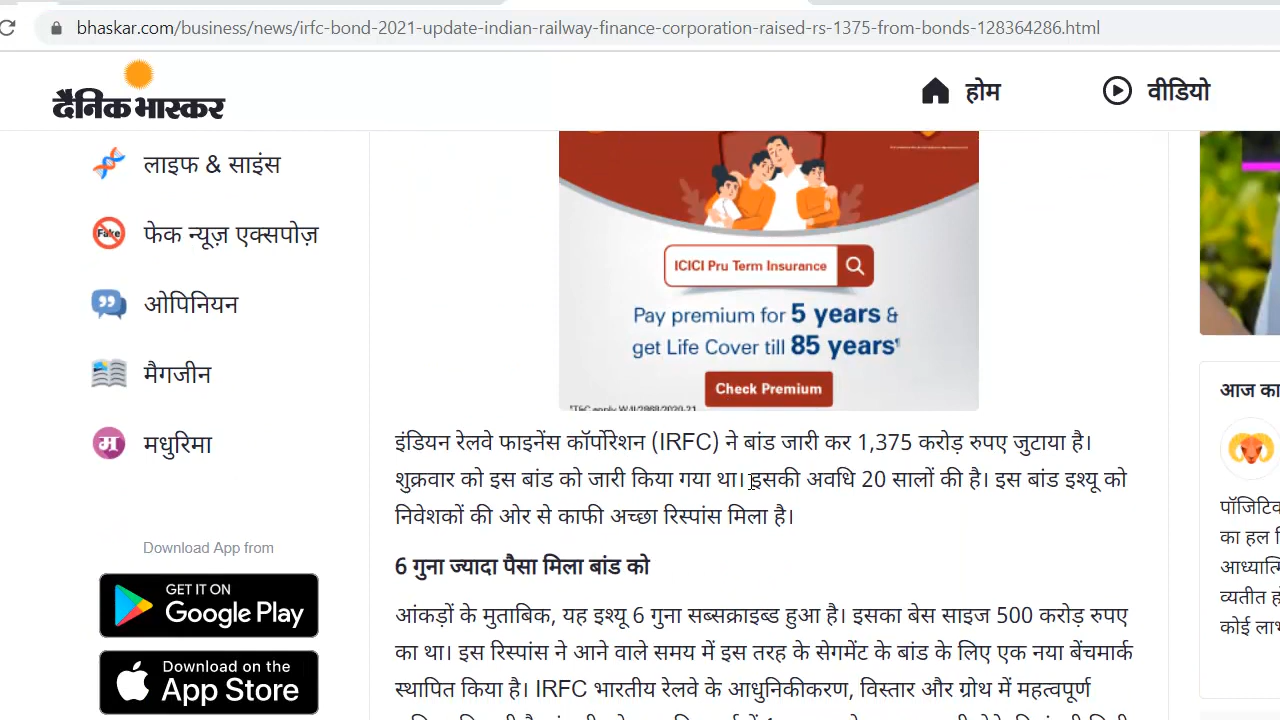 bhaskar.com/business/news/irfc-bond-2021-update-indian-railway-finance-corporation-raised-rs-1375-from-bonds-128364286.html
दैनिक भास्कर
होम
वीडियो
लाइफ & साइंस
फेक न्यूज़ एक्सपोज़
Fake
ओपिनियन
मैगजीन
म
मधुरिमा
Download App from
GET IT ON
Google Play
Download on the
App Store
ICICI Pru Term Insurance
Pay premium for 5 years &
get Life Cover till 85 years¶
Check Premium
इंडियन रेलवे फाइनेंस कॉर्पोरेशन (IRFC) ने बांड जारी कर 1,375 करोड़ रुपए जुटाया है।
शुक्रवार को इस बांड को जारी किया गया था। इसकी अवधि 20 सालों की है। इस बांड इश्यू को
निवेशकों की ओर से काफी अच्छा रिस्पांस मिला है।
6 गुना ज्यादा पैसा मिला बांड को
आंकड़ों के मुताबिक, यह इश्यू 6 गुना सब्सक्राइब्ड हुआ है। इसका बेस साइज 500 करोड़ रुपए
का था। इस रिस्पांस ने आने वाले समय में इस तरह के सेगमेंट के बांड के लिए एक नया बेंचमार्क
स्थापित किया है। IRFC भारतीय रेलवे के आधुनिकीकरण, विस्तार और ग्रोथ में महत्वपूर्ण
आज का
का हल